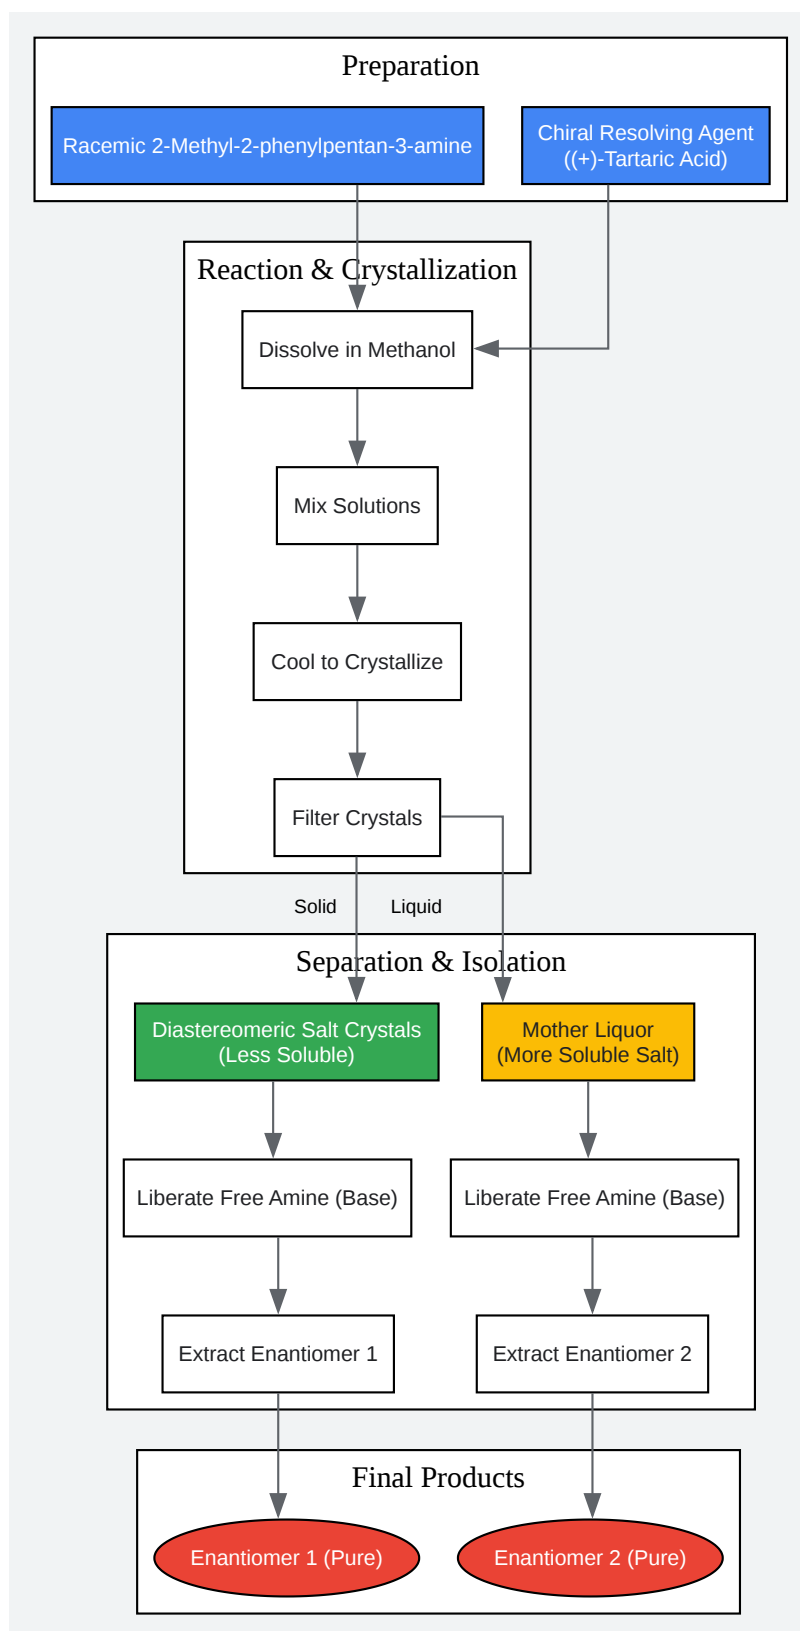 Preparation
Racemic 2-Methyl-2-phenylpentan-3-amine
Chiral Resolving Agent
((+)-Tartaric Acid)
Reaction & Crystallization
Dissolve in Methanol
Mix Solutions
Cool to Crystallize
Filter Crystals
Solid
Liquid
Separation & Isolation
Diastereomeric Salt Crystals
(Less Soluble)
Mother Liquor
(More Soluble Salt)
Liberate Free Amine (Base)
Liberate Free Amine (Base)
Extract Enantiomer 1
Extract Enantiomer 2
Final Products
Enantiomer 1 (Pure)
Enantiomer 2 (Pure)